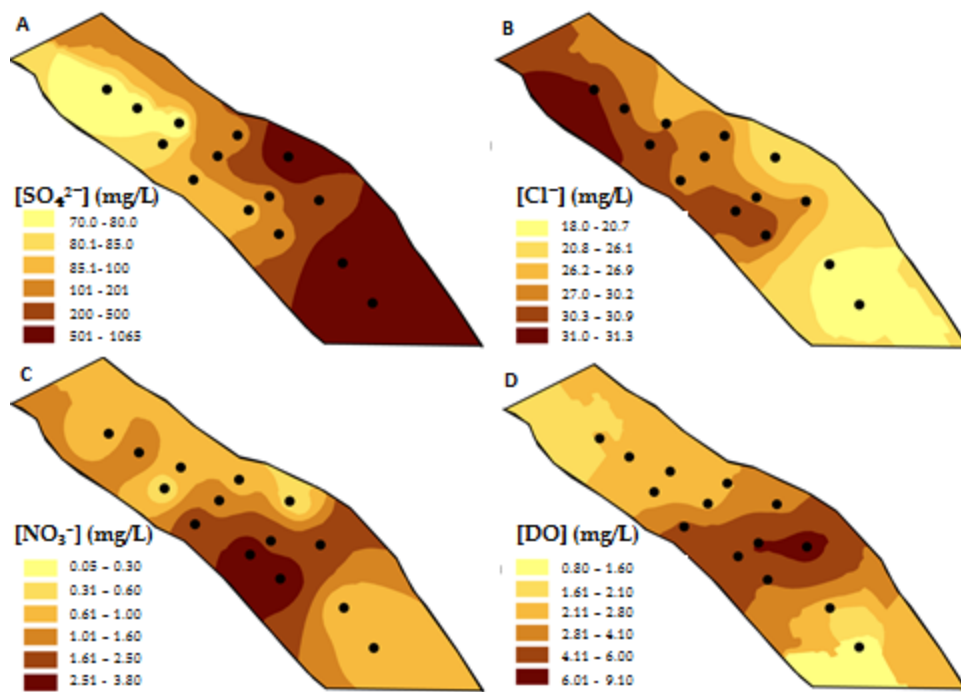 A
[SO₄²⁻] (mg/L)
70.0 - 80.0
80.1- 85.0
85.1- 100
101 - 201
200 - 500
501 - 1065
B
[Cl⁻] (mg/L)
18.0 - 20.7
20.8 – 26.1
26.2 – 26.9
27.0 – 30.2
30.3 – 30.9
31.0 – 31.3
C
[NO₃⁻] (mg/L)
0.05 – 0.30
0.31 – 0.60
0.61 – 1.00
1.01 – 1.60
1.61 – 2.50
2.51 – 3.80
D
[DO] (mg/L)
0.80 – 1.60
1.61 – 2.10
2.11 – 2.80
2.81 – 4.10
4.11 – 6.00
6.01 – 9.10